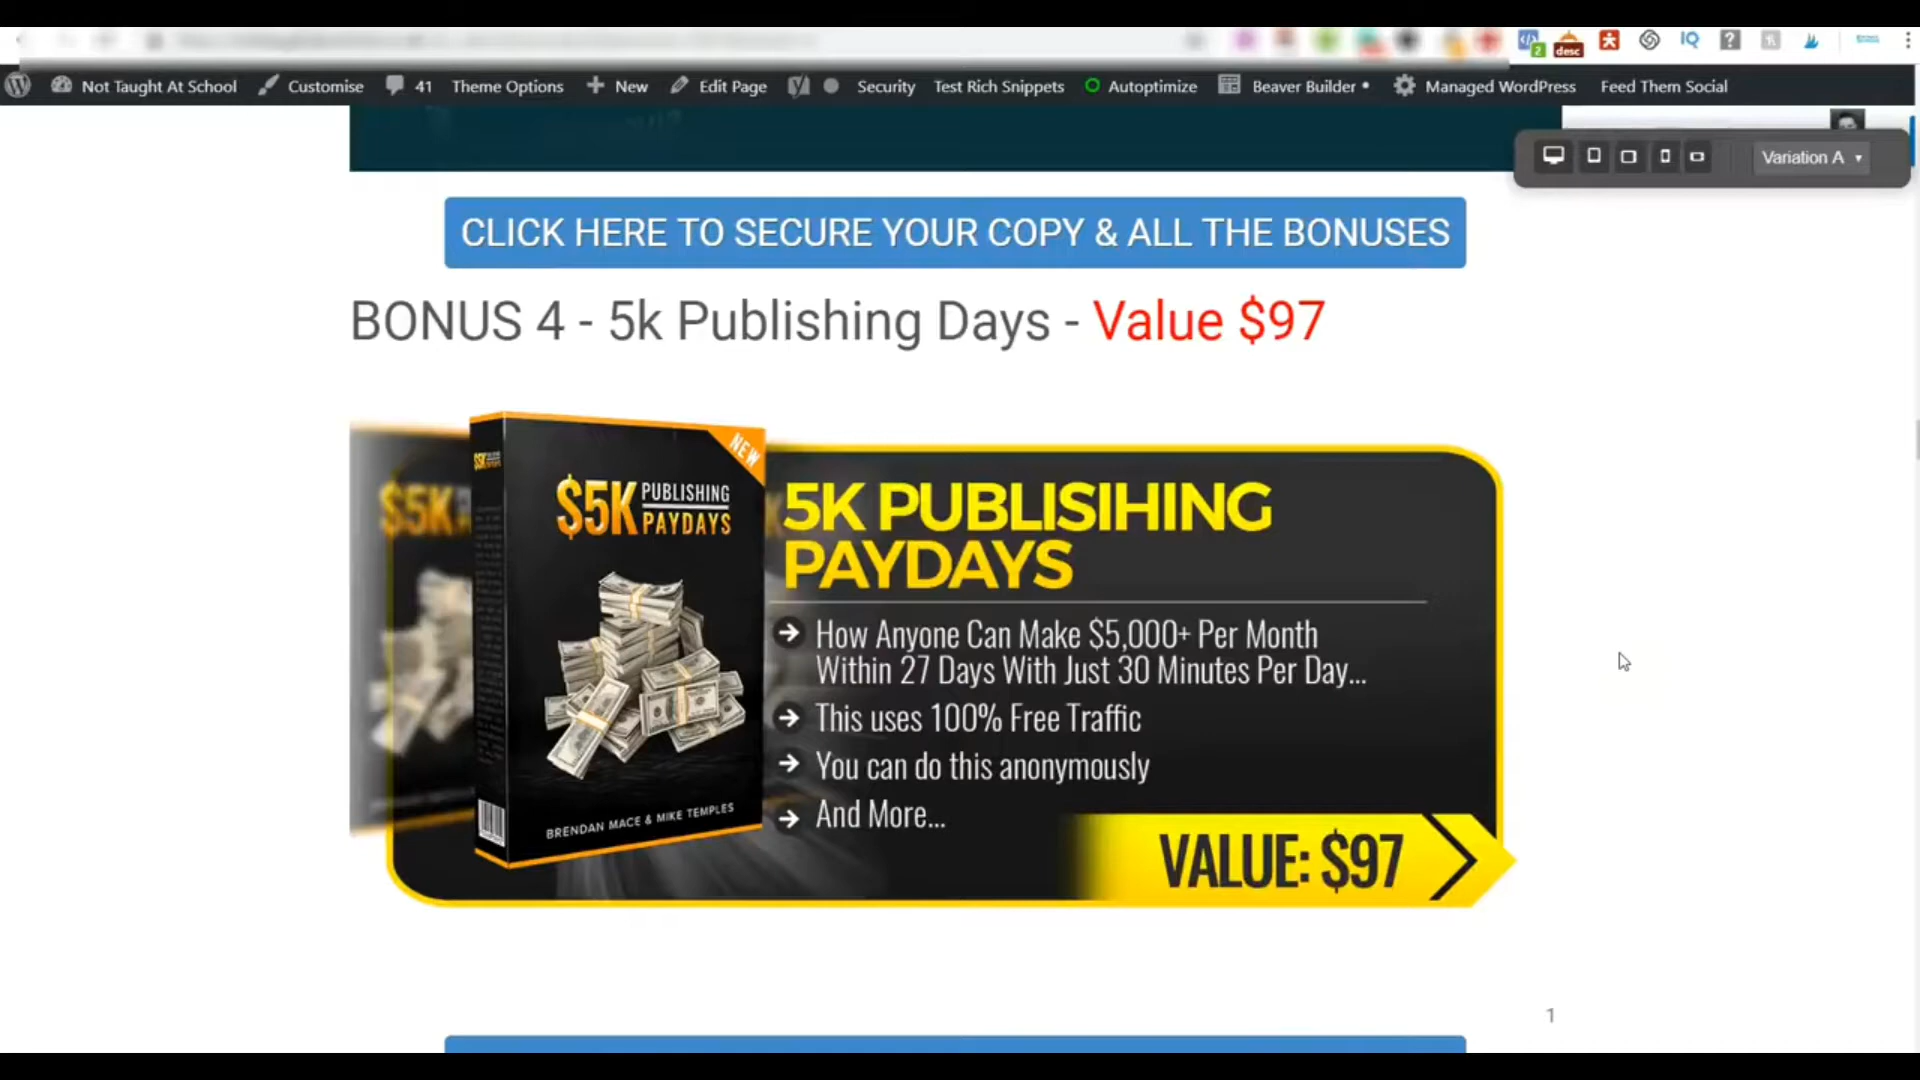 desc
2
IQ
?
Not Taught At School
Customise
41
Theme Options
New
Edit Page
Security
Test Rich Snippets
Autoptimize
Beaver Builder
Managed WordPress
Feed Them Social
Variation A
CLICK HERE TO SECURE YOUR COPY & ALL THE BONUSES
BONUS 4 - 5k Publishing Days - Value $97
NEW
$5K PUBLISHING
PAYDAYS
BRENDAN MACE & MIKE TEMPLES
5K PUBLISIHING
PAYDAYS
How Anyone Can Make $5,000+ Per Month
Within 27 Days With Just 30 Minutes Per Day...
This uses 100% Free Traffic
You can do this anonymously
And More...
VALUE: $97
1